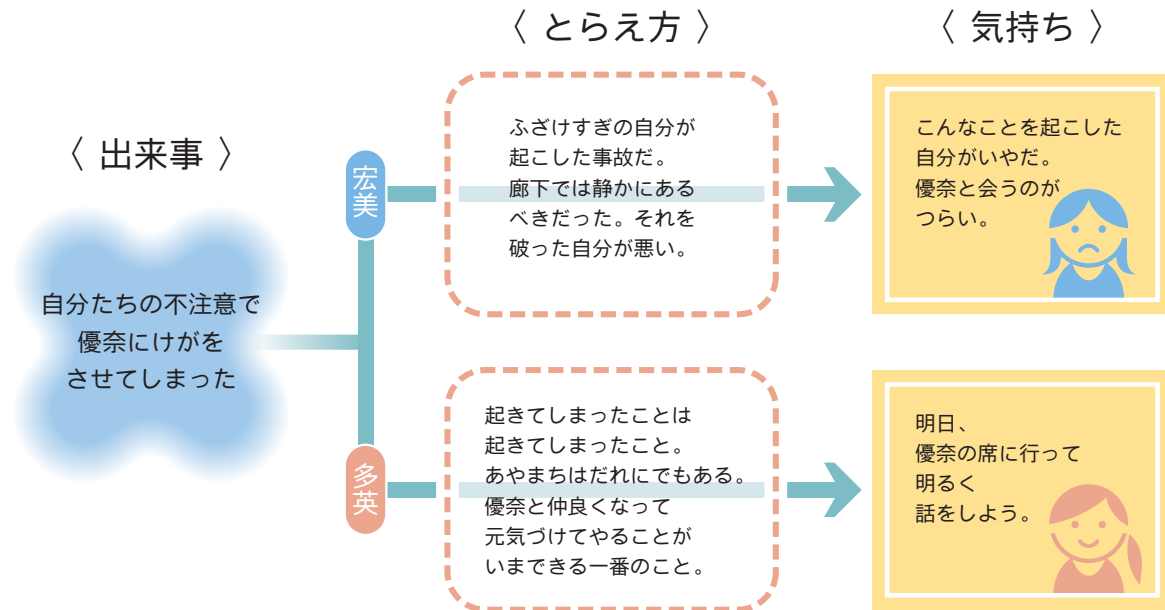 〈 とらえ方 〉
〈 気持ち 〉
〈 出来事 〉
自分たちの不注意で
優奈にけがを
させてしまった
宏美
ふざけすぎの自分が
起こした事故だ。
廊下では静かにある
べきだった。それを
破った自分が悪い。
こんなことを起こした
自分がいやだ。
優奈と会うのが
つらい。
多英
起きてしまったことは
起きてしまったこと。
あやまちはだれにでもある。
優奈と仲良くなって
元気づけてやることが
いまできる一番のこと。
明日、
優奈の席に行って
明るく
話をしよう。